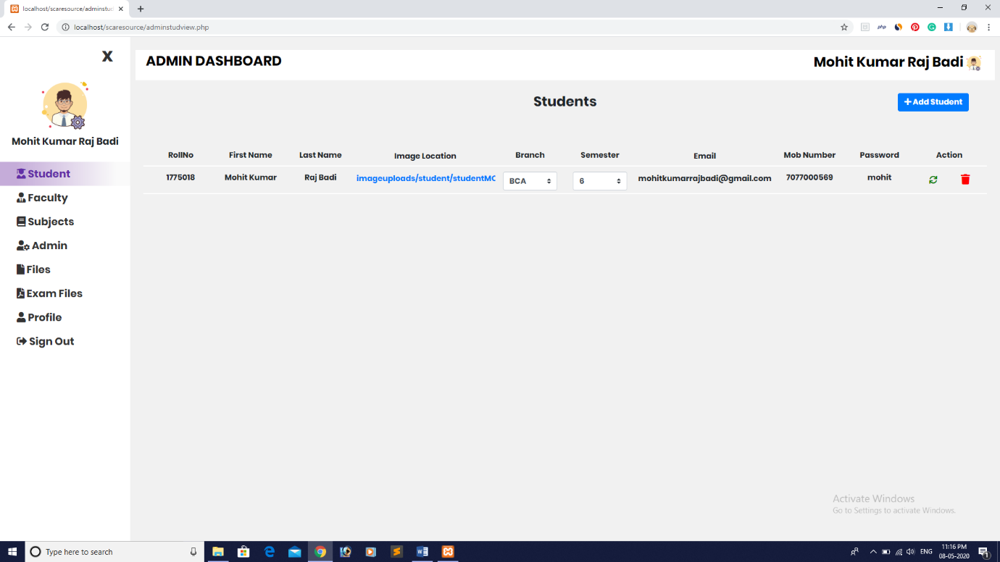 localhost/scaresource/adminstud
localhost/scaresource/adminstudview.php
php
X
ADMIN DASHBOARD
Mohit Kumar Raj Badi
Mohit Kumar Raj Badi
Student
Faculty
Subjects
Admin
Files
Exam Files
Profile
Sign Out
Students
Add Student
RollNo First Name Last Name Image Location Branch Semester Email Mob Number Password Action
1775018 Mohit Kumar Raj Badi imageuploads/student/studentMO BCA 6 mohitkumarrajbadi@gmail.com 7077000569 mohit
Activate Windows
Go to Settings to activate Windows.
Type here to search
ENG
11:16 PM
08-05-2020
1